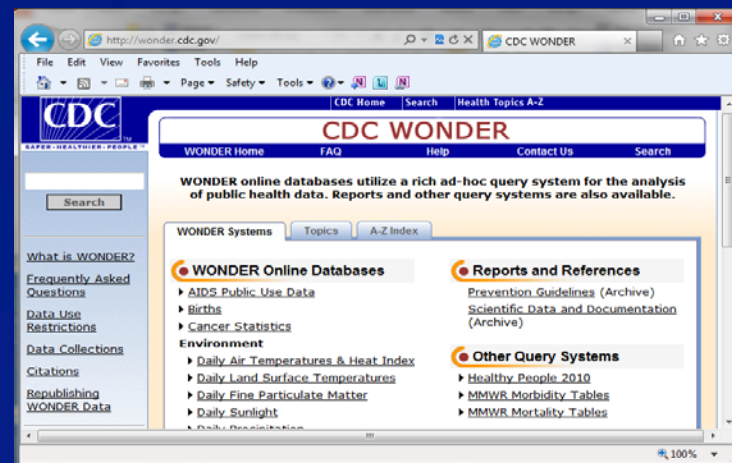 http://wonder.cdc.gov/
CDC WONDER
File Edit View Favorites Tools Help
Page Safety Tools
CDC Home Search Health Topics A-Z
CDC
TM
SAFER·HEALTHIER·PEOPLE™
CDC WONDER
WONDER Home FAQ Help Contact Us Search
Search
WONDER online databases utilize a rich ad-hoc query system for the analysis
of public health data. Reports and other query systems are also available.
WONDER Systems Topics A-Z Index
What is WONDER?
Frequently Asked
Questions
Data Use
Restrictions
Data Collections
Citations
Republishing
WONDER Data
WONDER Online Databases
AIDS Public Use Data
Births
Cancer Statistics
Environment
Daily Air Temperatures & Heat Index
Daily Land Surface Temperatures
Daily Fine Particulate Matter
Daily Sunlight
Daily Precipitation
Reports and References
Prevention Guidelines (Archive)
Scientific Data and Documentation
(Archive)
Other Query Systems
Healthy People 2010
MMWR Morbidity Tables
MMWR Mortality Tables
100%